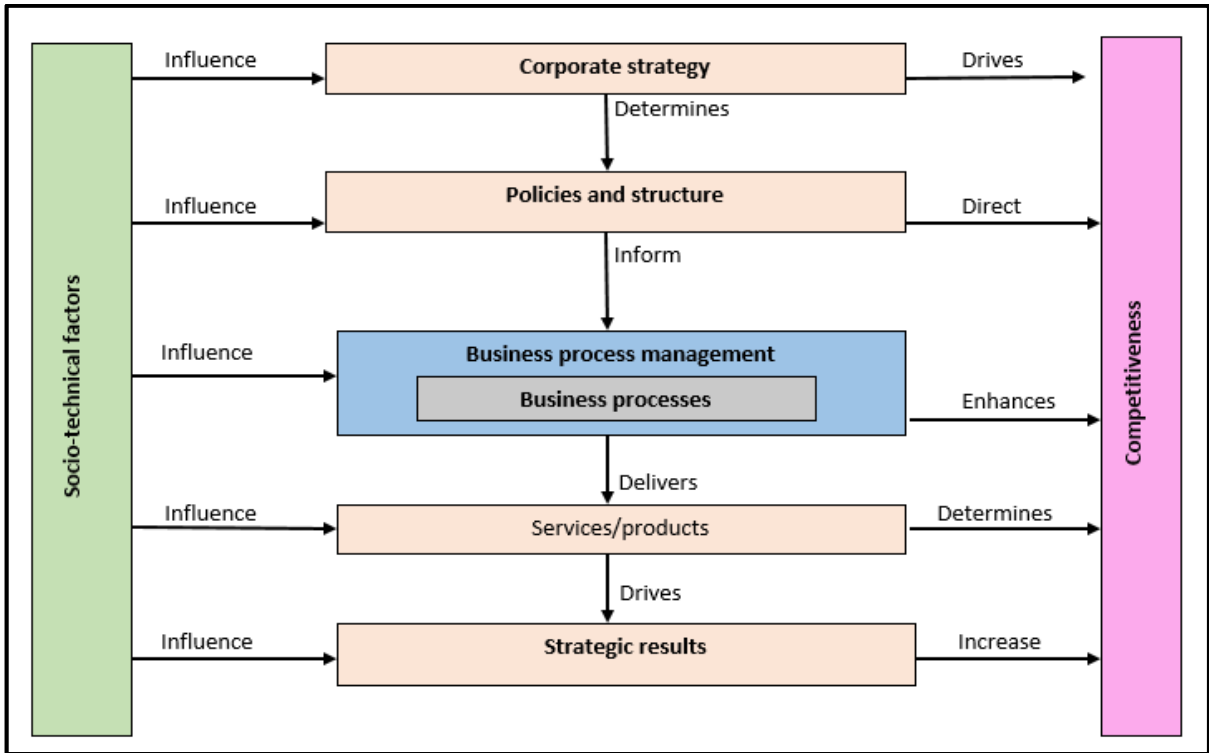 Influence
Corporate strategy
Drives
Determines
Influence
Policies and structure
Direct
Inform
Influence
Business process management
Business processes
Enhances
Delivers
Influence
Services/products
Determines
Drives
Influence
Strategic results
Increase
Socio-technical factors
Competitiveness